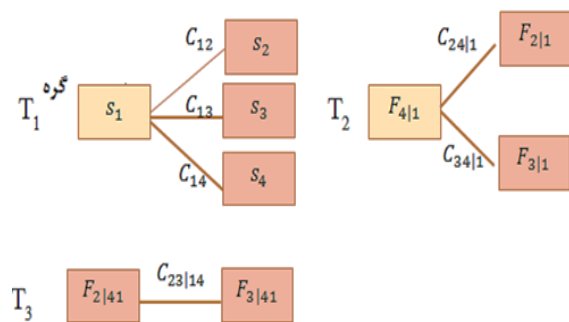 گره
T₁ s₁ C₁₂ s₂
C₁₃ s₃
C₁₄ s₄
T₂ F₄|₁ C₂₄|₁ F₂|₁
C₃₄|₁ F₃|₁
T₃ F₂|₄₁ C₂₃|₁₄ F₃|₄₁